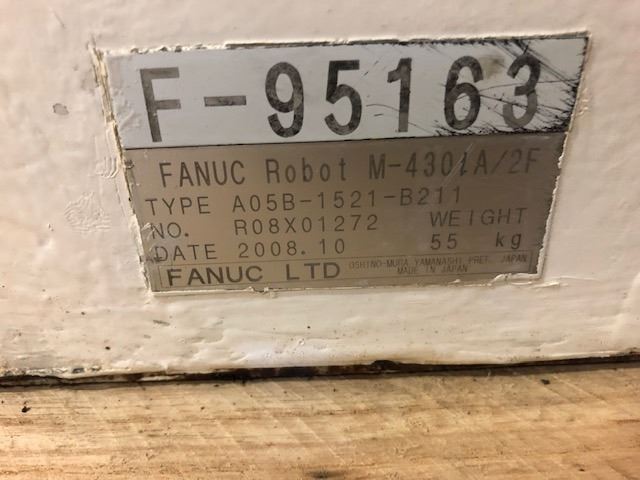 F-95163
FANUC Robot M-430iA/2F
TYPE A05B-1521-B211
NO. R08X01272 WEIGHT
DATE 2008.10 55 kg
FANUC LTD OSHINO-MURA, YAMANASHI PREF. JAPAN
MADE IN JAPAN